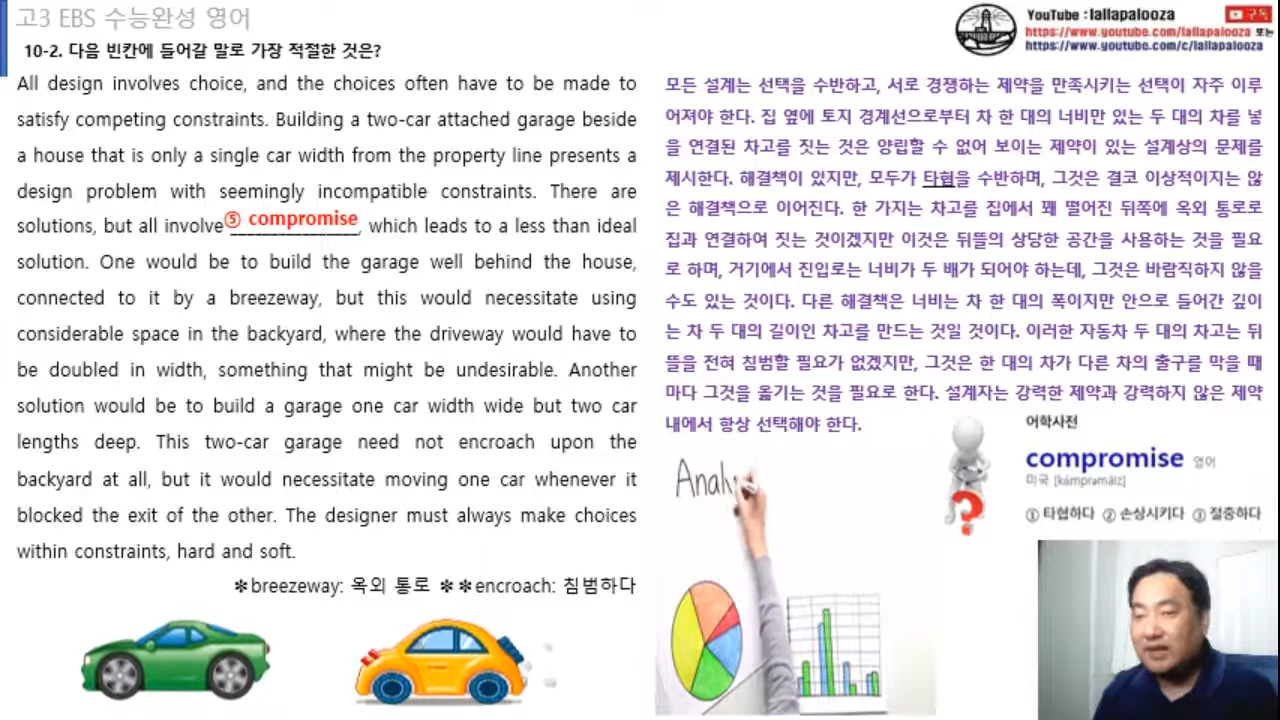 고3 EBS 수능완성 영어
YouTube : lallapalooza
구독
https://www.youtube.com/lallapalooza 또는
https://www.youtube.com/c/lallapalooza
10-2. 다음 빈칸에 들어갈 말로 가장 적절한 것은?
All design involves choice, and the choices often have to be made to
satisfy competing constraints. Building a two-car attached garage beside
a house that is only a single car width from the property line presents a
design problem with seemingly incompatible constraints. There are
solutions, but all involve ⑤ compromise, which leads to a less than ideal
solution. One would be to build the garage well behind the house,
connected to it by a breezeway, but this would necessitate using
considerable space in the backyard, where the driveway would have to
be doubled in width, something that might be undesirable. Another
solution would be to build a garage one car width wide but two car
lengths deep. This two-car garage need not encroach upon the
backyard at all, but it would necessitate moving one car whenever it
blocked the exit of the other. The designer must always make choices
within constraints, hard and soft.
✻breezeway: 옥외 통로 ✻✻encroach: 침범하다
모든 설계는 선택을 수반하고, 서로 경쟁하는 제약을 만족시키는 선택이 자주 이루
어져야 한다. 집 옆에 토지 경계선으로부터 차 한 대의 너비만 있는 두 대의 차를 넣
을 연결된 차고를 짓는 것은 양립할 수 없어 보이는 제약이 있는 설계상의 문제를
제시한다. 해결책이 있지만, 모두가 타협을 수반하며, 그것은 결코 이상적이지는 않
은 해결책으로 이어진다. 한 가지는 차고를 집에서 꽤 떨어진 뒤쪽에 옥외 통로로
집과 연결하여 짓는 것이겠지만 이것은 뒤뜰의 상당한 공간을 사용하는 것을 필요
로 하며, 거기에서 진입로는 너비가 두 배가 되어야 하는데, 그것은 바람직하지 않을
수도 있는 것이다. 다른 해결책은 너비는 차 한 대의 폭이지만 안으로 들어간 깊이
는 차 두 대의 길이인 차고를 만드는 것일 것이다. 이러한 자동차 두 대의 차고는 뒤
뜰을 전혀 침범할 필요가 없겠지만, 그것은 한 대의 차가 다른 차의 출구를 막을 때
마다 그것을 옮기는 것을 필요로 한다. 설계자는 강력한 제약과 강력하지 않은 제약
내에서 항상 선택해야 한다.
어학사전
compromise 영어
미국 [kámprəmàiz]
① 타협하다 ② 손상시키다 ③ 절충하다
Analy